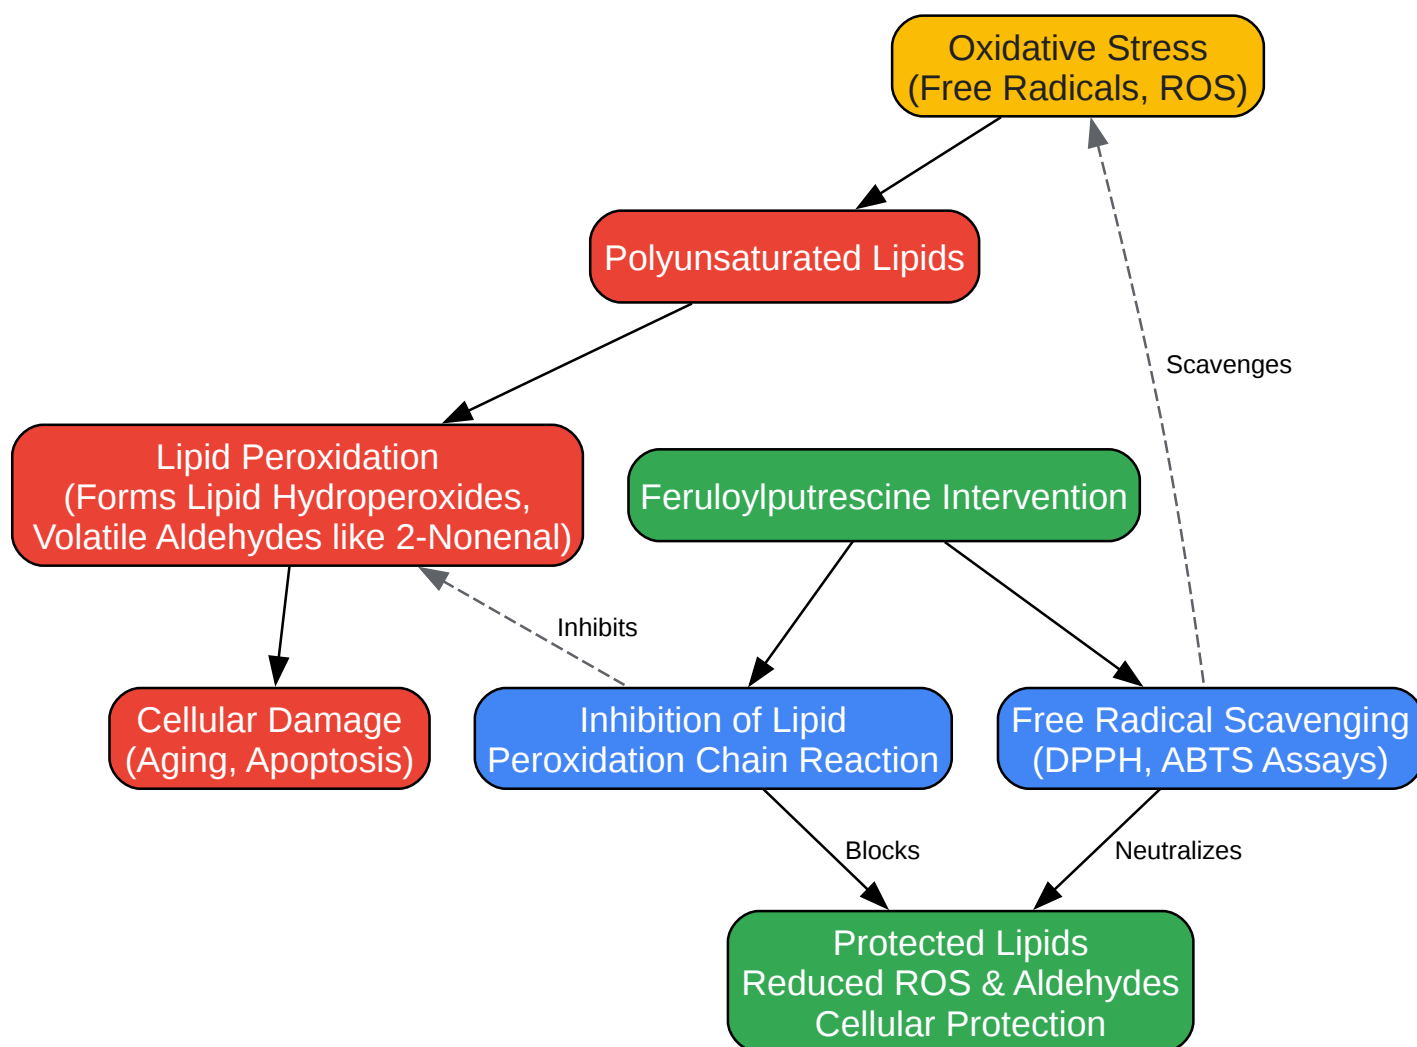 Oxidative Stress
(Free Radicals, ROS)
Polyunsaturated Lipids
Scavenges
Lipid Peroxidation
(Forms Lipid Hydroperoxides,
Volatile Aldehydes like 2-Nonenal)
Feruloylputrescine Intervention
Inhibits
Cellular Damage
(Aging, Apoptosis)
Inhibition of Lipid
Peroxidation Chain Reaction
Free Radical Scavenging
(DPPH, ABTS Assays)
Blocks
Neutralizes
Protected Lipids
Reduced ROS & Aldehydes
Cellular Protection